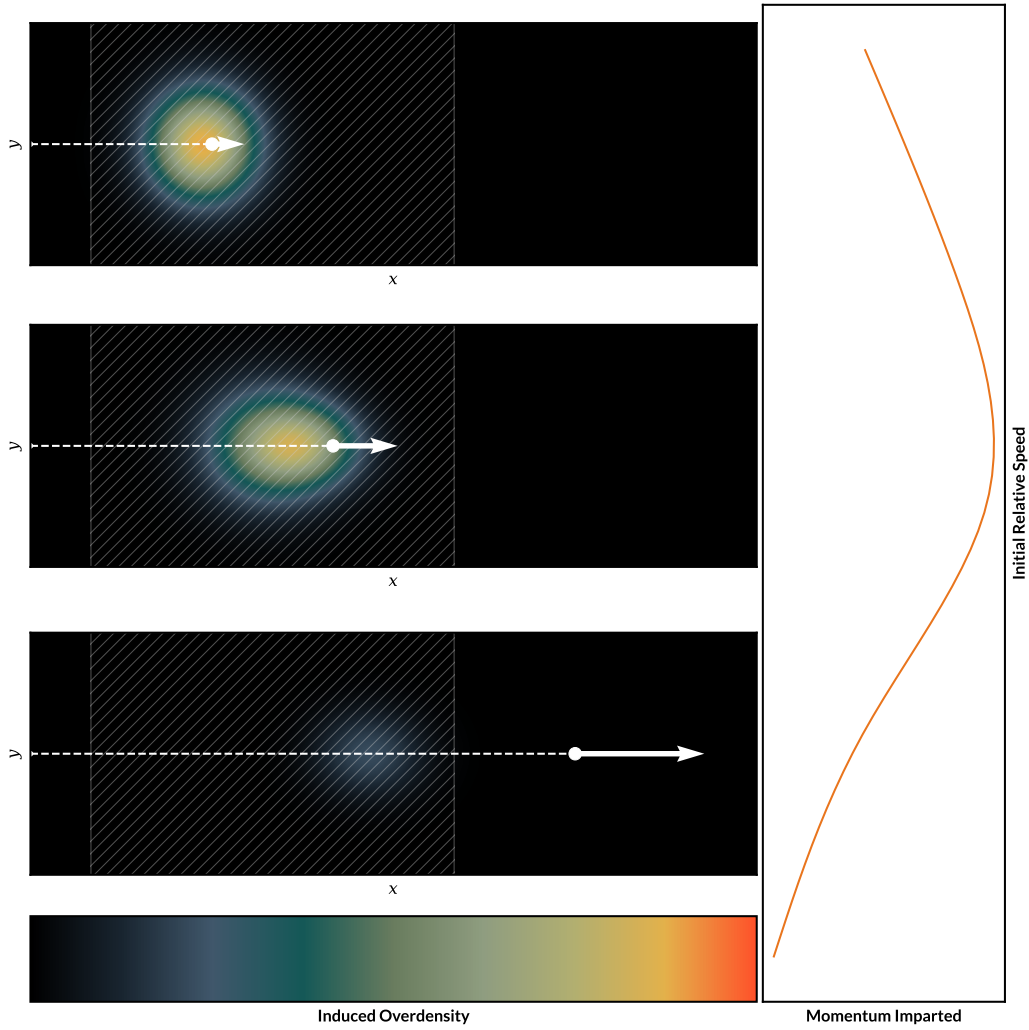 y
x
y
x
y
x
Induced Overdensity
Momentum Imparted
Initial Relative Speed